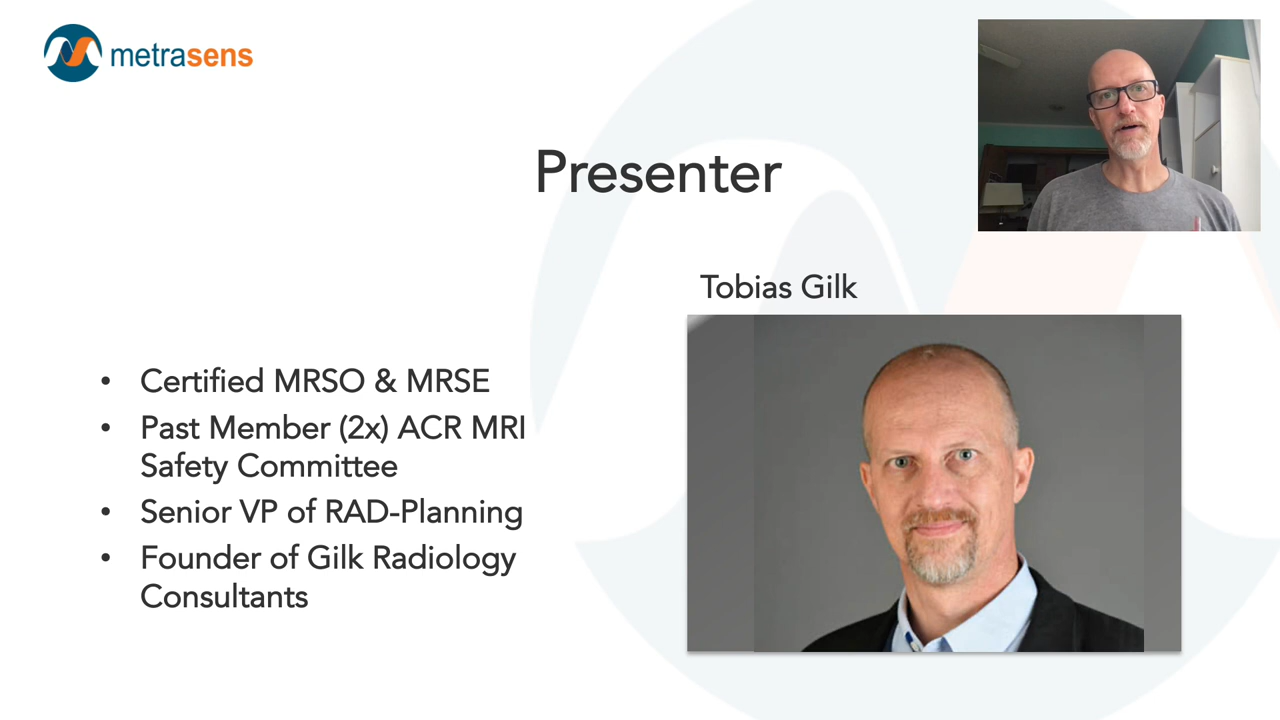 metrasens
Presenter
Tobias Gilk
• Certified MRSO & MRSE
• Past Member (2x) ACR MRI
Safety Committee
• Senior VP of RAD-Planning
• Founder of Gilk Radiology
Consultants